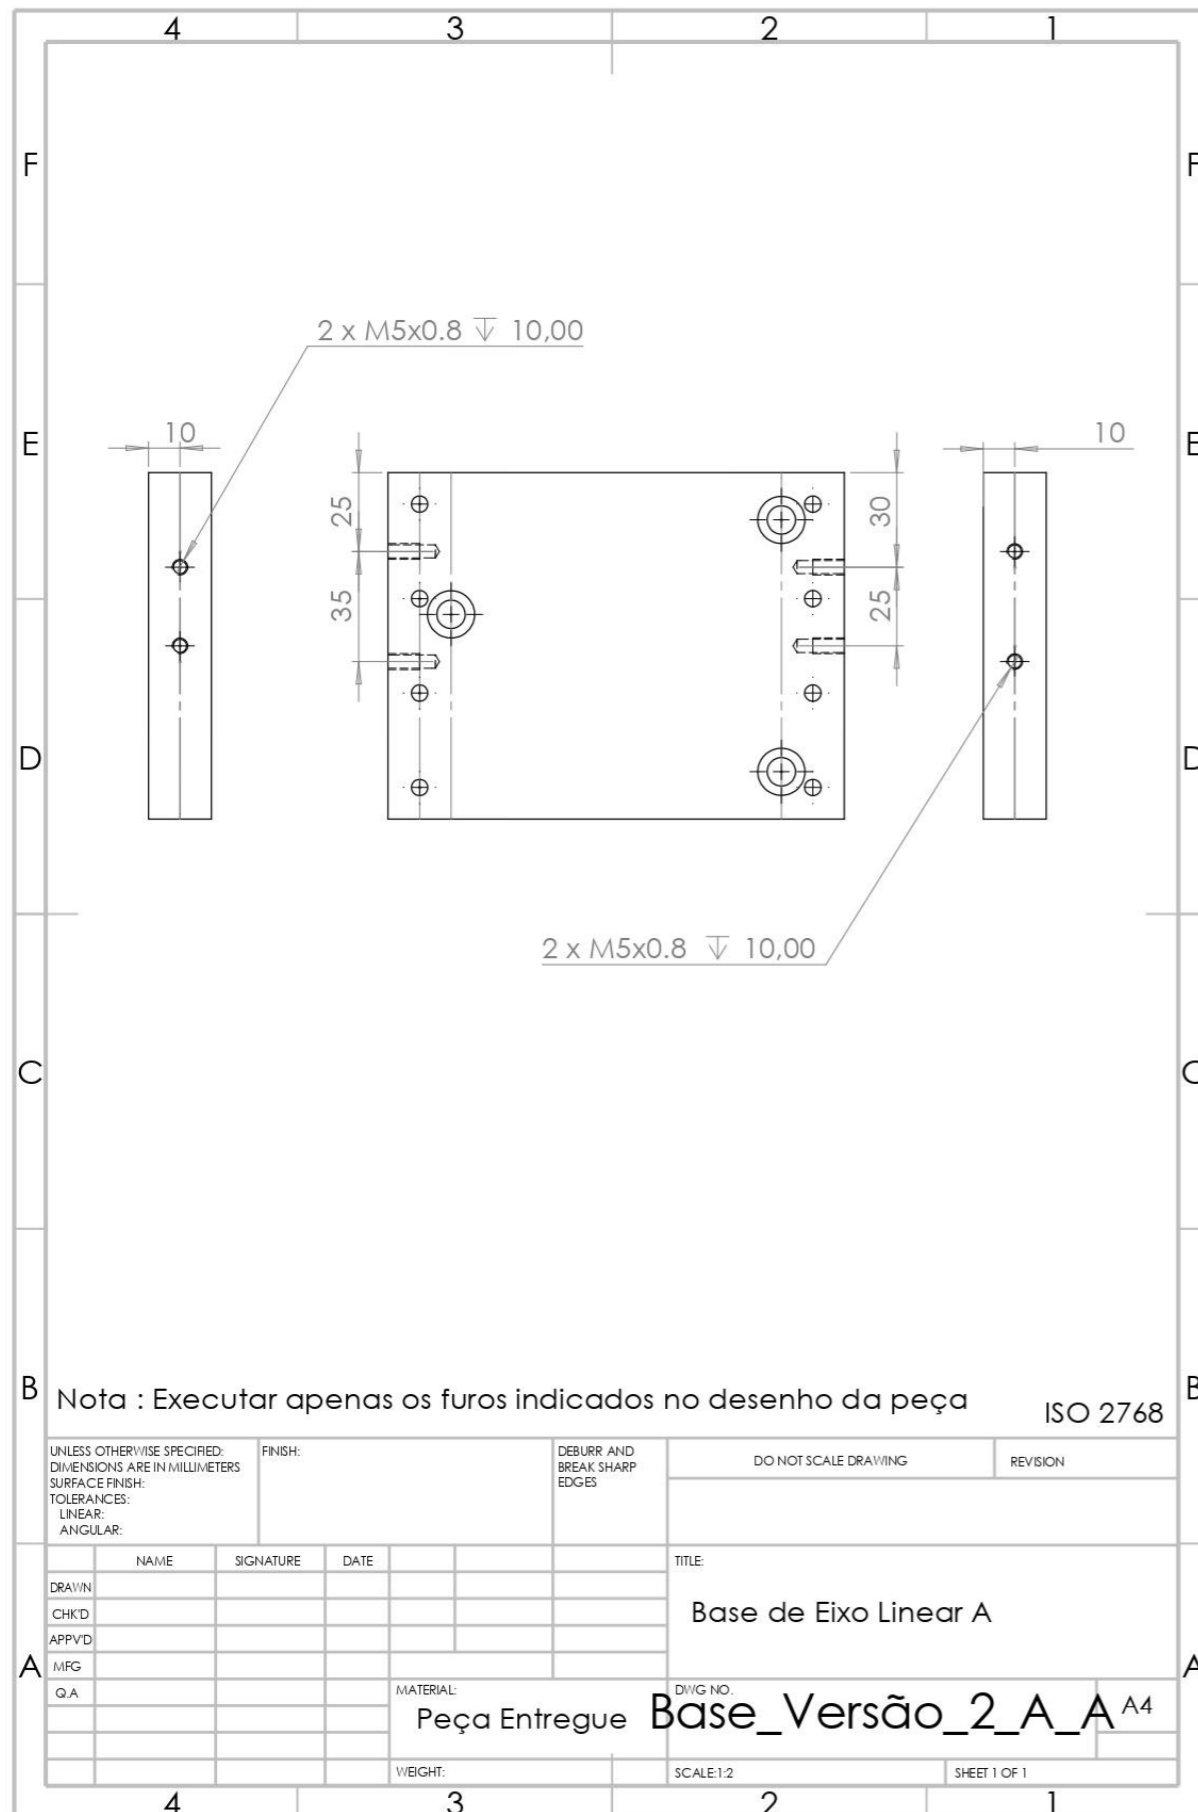 4 3 2 1
F F
2 x M5x0.8 ↧ 10,00
E 10 10 E
25 30
35 25
D D
2 x M5x0.8 ↧ 10,00
C C
B Nota : Executar apenas os furos indicados no desenho da peça B
ISO 2768
UNLESS OTHERWISE SPECIFIED:
DIMENSIONS ARE IN MILLIMETERS
SURFACE FINISH:
TOLERANCES:
LINEAR:
ANGULAR:
FINISH:
DEBURR AND
BREAK SHARP
EDGES
DO NOT SCALE DRAWING
REVISION
NAME SIGNATURE DATE
DRAWN
CHK'D
APPV'D
MFG
Q.A
A A
TITLE:
Base de Eixo Linear A
MATERIAL:
Peça Entregue
DWG NO.
Base_Versão_2_A_A
A4
WEIGHT:
SCALE:1:2
SHEET 1 OF 1
4 3 2 1